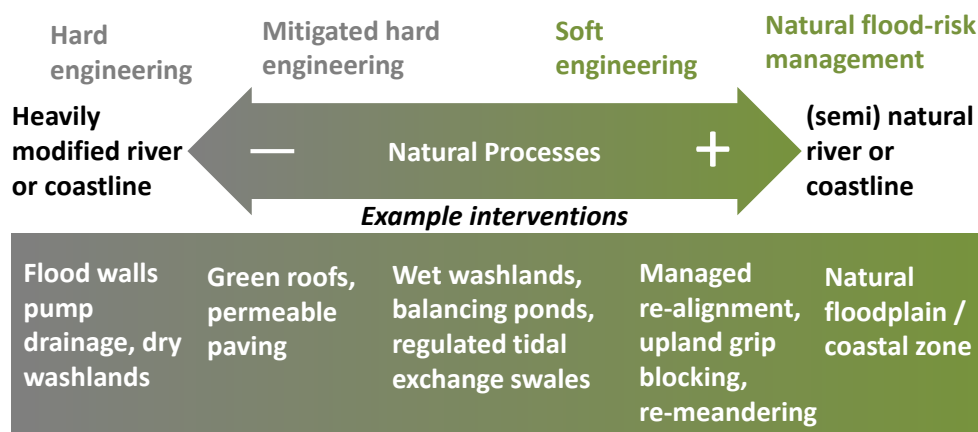 Hard
engineering
Mitigated hard
engineering
Soft
engineering
Natural flood-risk
management
Heavily
modified river
or coastline
— Natural Processes +
(semi) natural
river or
coastline
Example interventions
Flood walls
pump
drainage, dry
washlands
Green roofs,
permeable
paving
Wet washlands,
balancing ponds,
regulated tidal
exchange swales
Managed
re-alignment,
upland grip
blocking,
re-meandering
Natural
floodplain /
coastal zone